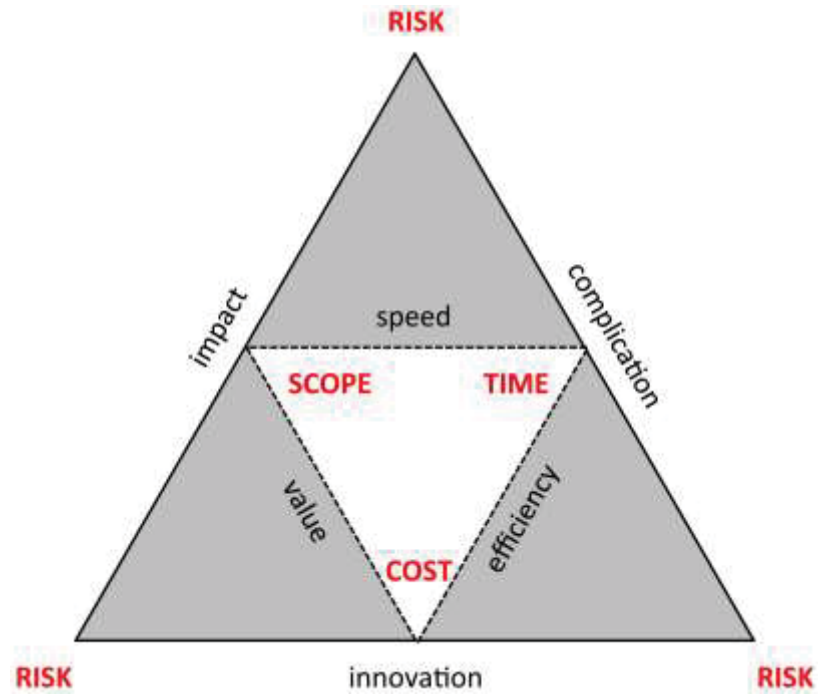 RISK
impact
complication
speed
SCOPE
TIME
value
efficiency
COST
RISK
innovation
RISK